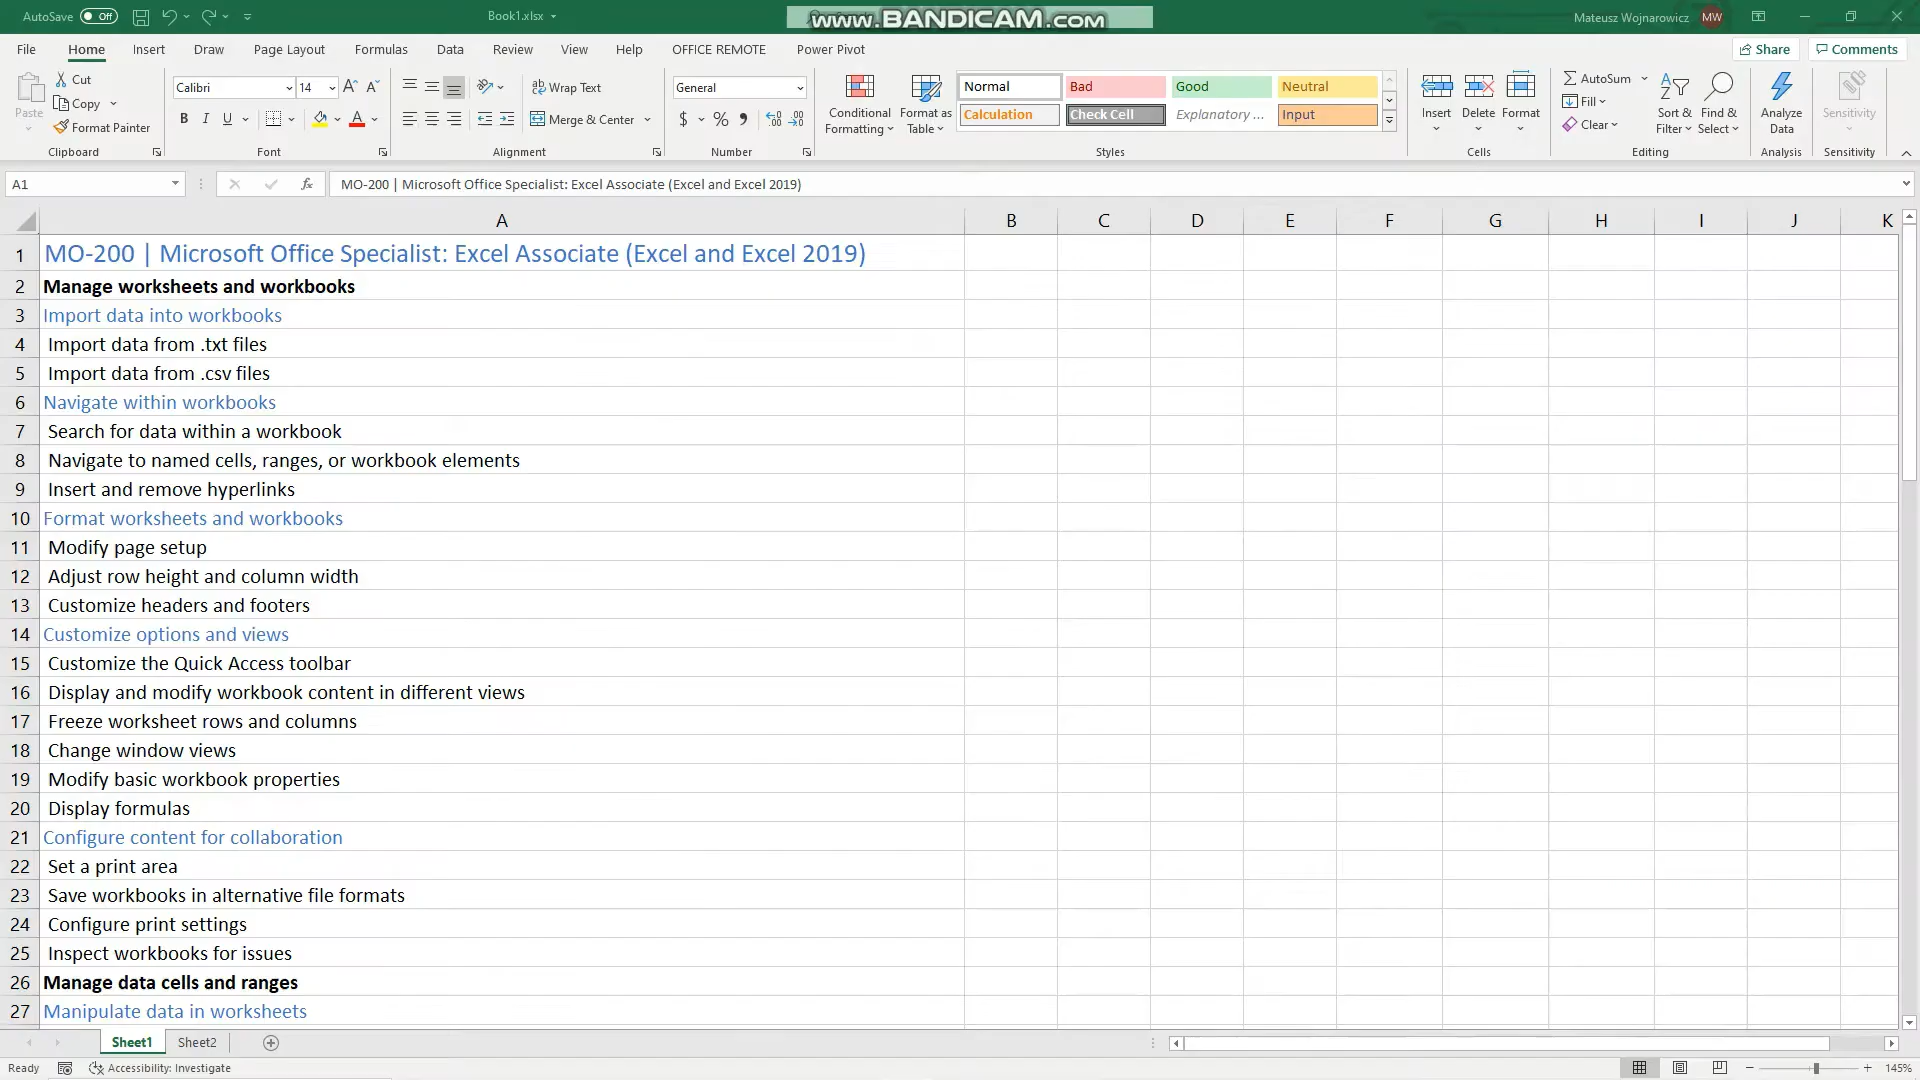 AutoSave Off Book1.xlsx www.BANDICAM.com Mateusz Wojnarowicz MW
File Home Insert Draw Page Layout Formulas Data Review View Help OFFICE REMOTE Power Pivot Share Comments
Paste
Cut
Copy
Format Painter
Clipboard
Calibri 14
B I U
Font
Wrap Text
Merge & Center
Alignment
General
$ % 9
Number
Conditional Formatting
Format as Table
Normal Bad Good Neutral
Calculation Check Cell Explanatory ... Input
Styles
Insert Delete Format
Cells
AutoSum
Fill
Clear
Sort & Filter
Find & Select
Editing
Analyze Data
Analysis
Sensitivity
Sensitivity
A1 fx MO-200 | Microsoft Office Specialist: Excel Associate (Excel and Excel 2019)
A B C D E F G H I J K
1 MO-200 | Microsoft Office Specialist: Excel Associate (Excel and Excel 2019)
2 Manage worksheets and workbooks
3 Import data into workbooks
4 Import data from .txt files
5 Import data from .csv files
6 Navigate within workbooks
7 Search for data within a workbook
8 Navigate to named cells, ranges, or workbook elements
9 Insert and remove hyperlinks
10 Format worksheets and workbooks
11 Modify page setup
12 Adjust row height and column width
13 Customize headers and footers
14 Customize options and views
15 Customize the Quick Access toolbar
16 Display and modify workbook content in different views
17 Freeze worksheet rows and columns
18 Change window views
19 Modify basic workbook properties
20 Display formulas
21 Configure content for collaboration
22 Set a print area
23 Save workbooks in alternative file formats
24 Configure print settings
25 Inspect workbooks for issues
26 Manage data cells and ranges
27 Manipulate data in worksheets
Sheet1 Sheet2
Ready Accessibility: Investigate 145%